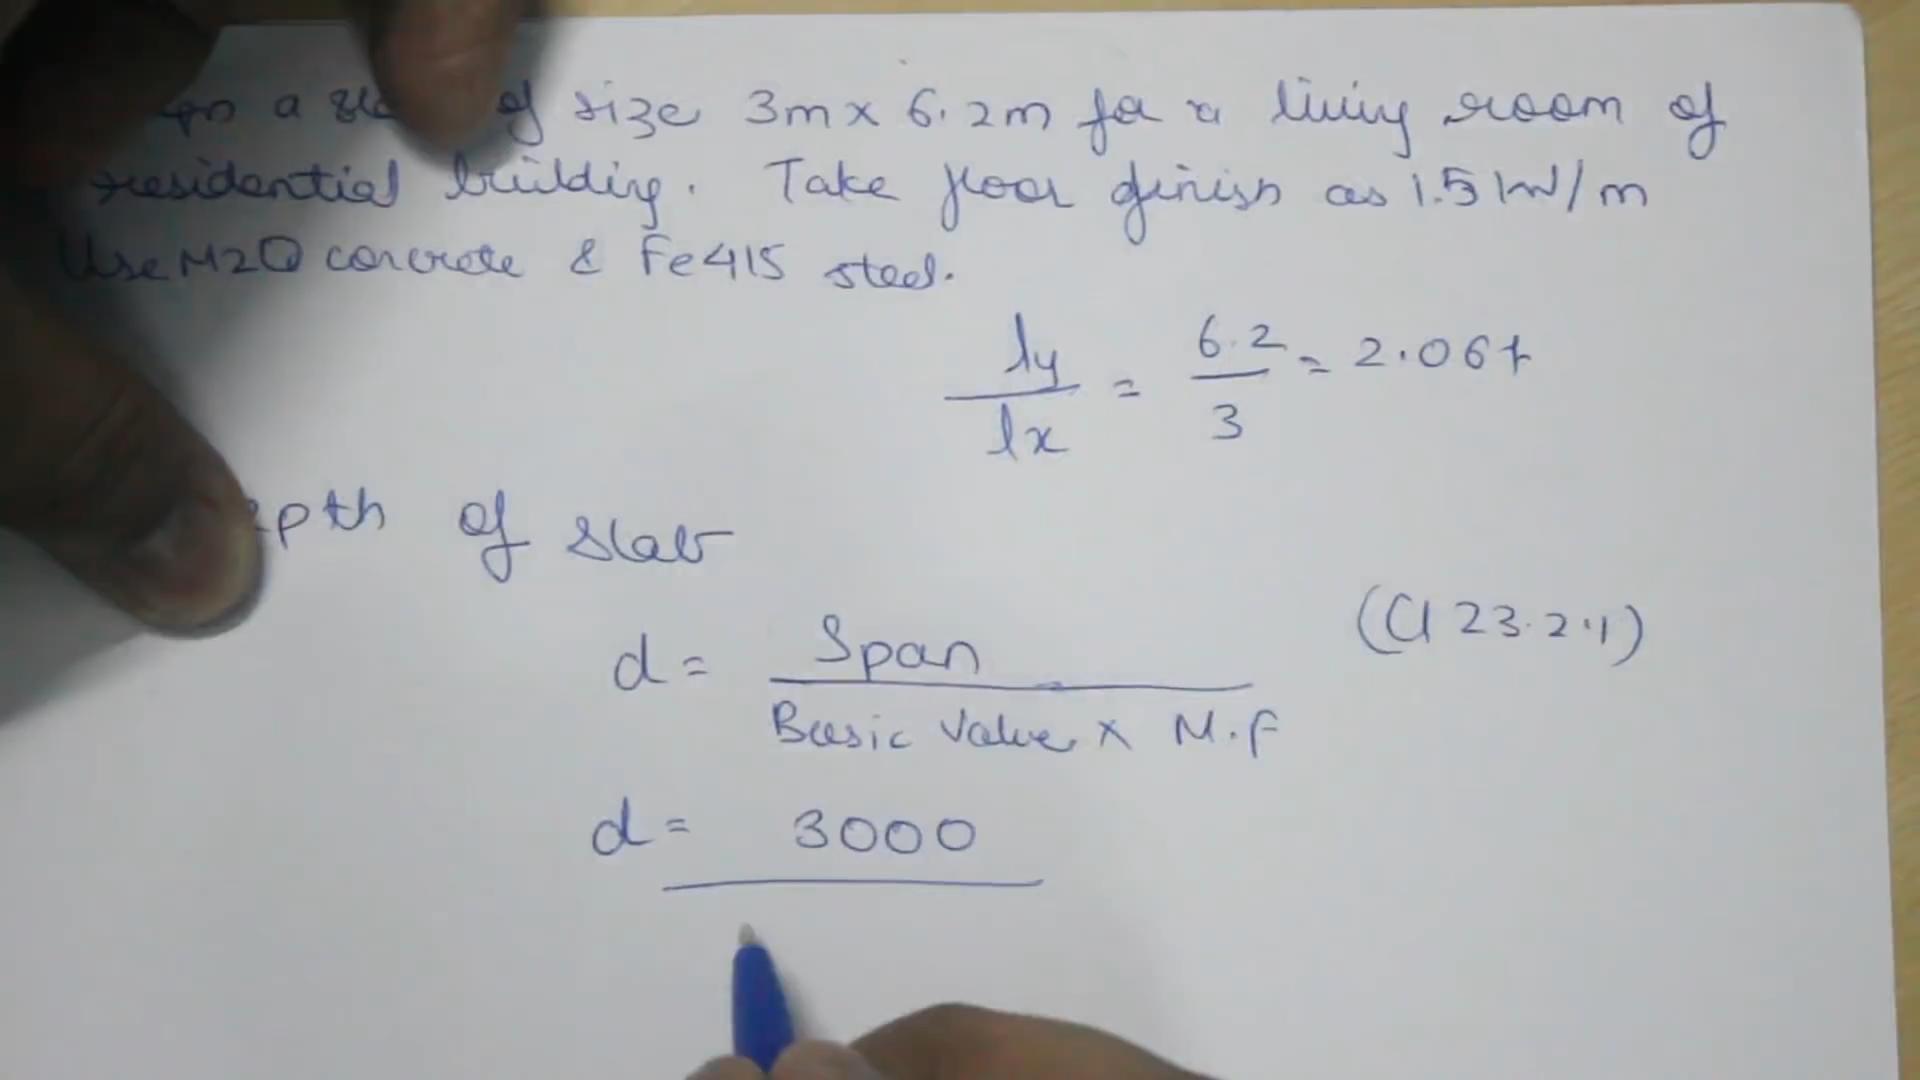 a of size 3m x 6.2m for a living room of
residential building. Take floor finish as 1.5 kN/m
Use M20 concrete & Fe415 steel.
ly/lx = 6.2/3 = 2.067
epth of slab
d = Span / Basic Value x M.F (Cl 23.2.1)
d = 3000